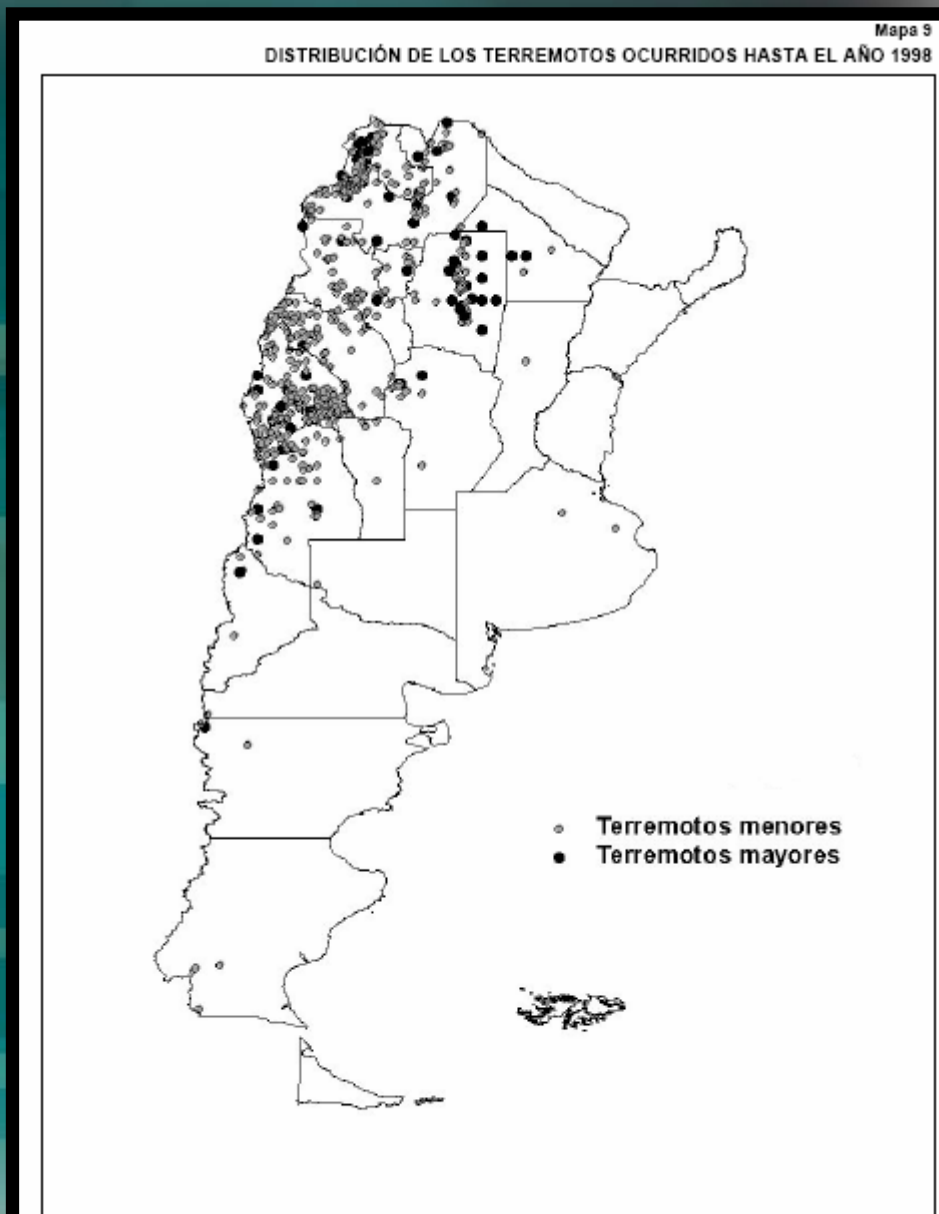 Mapa 9
DISTRIBUCIÓN DE LOS TERREMOTOS OCURRIDOS HASTA EL AÑO 1998
Terremotos menores
Terremotos mayores